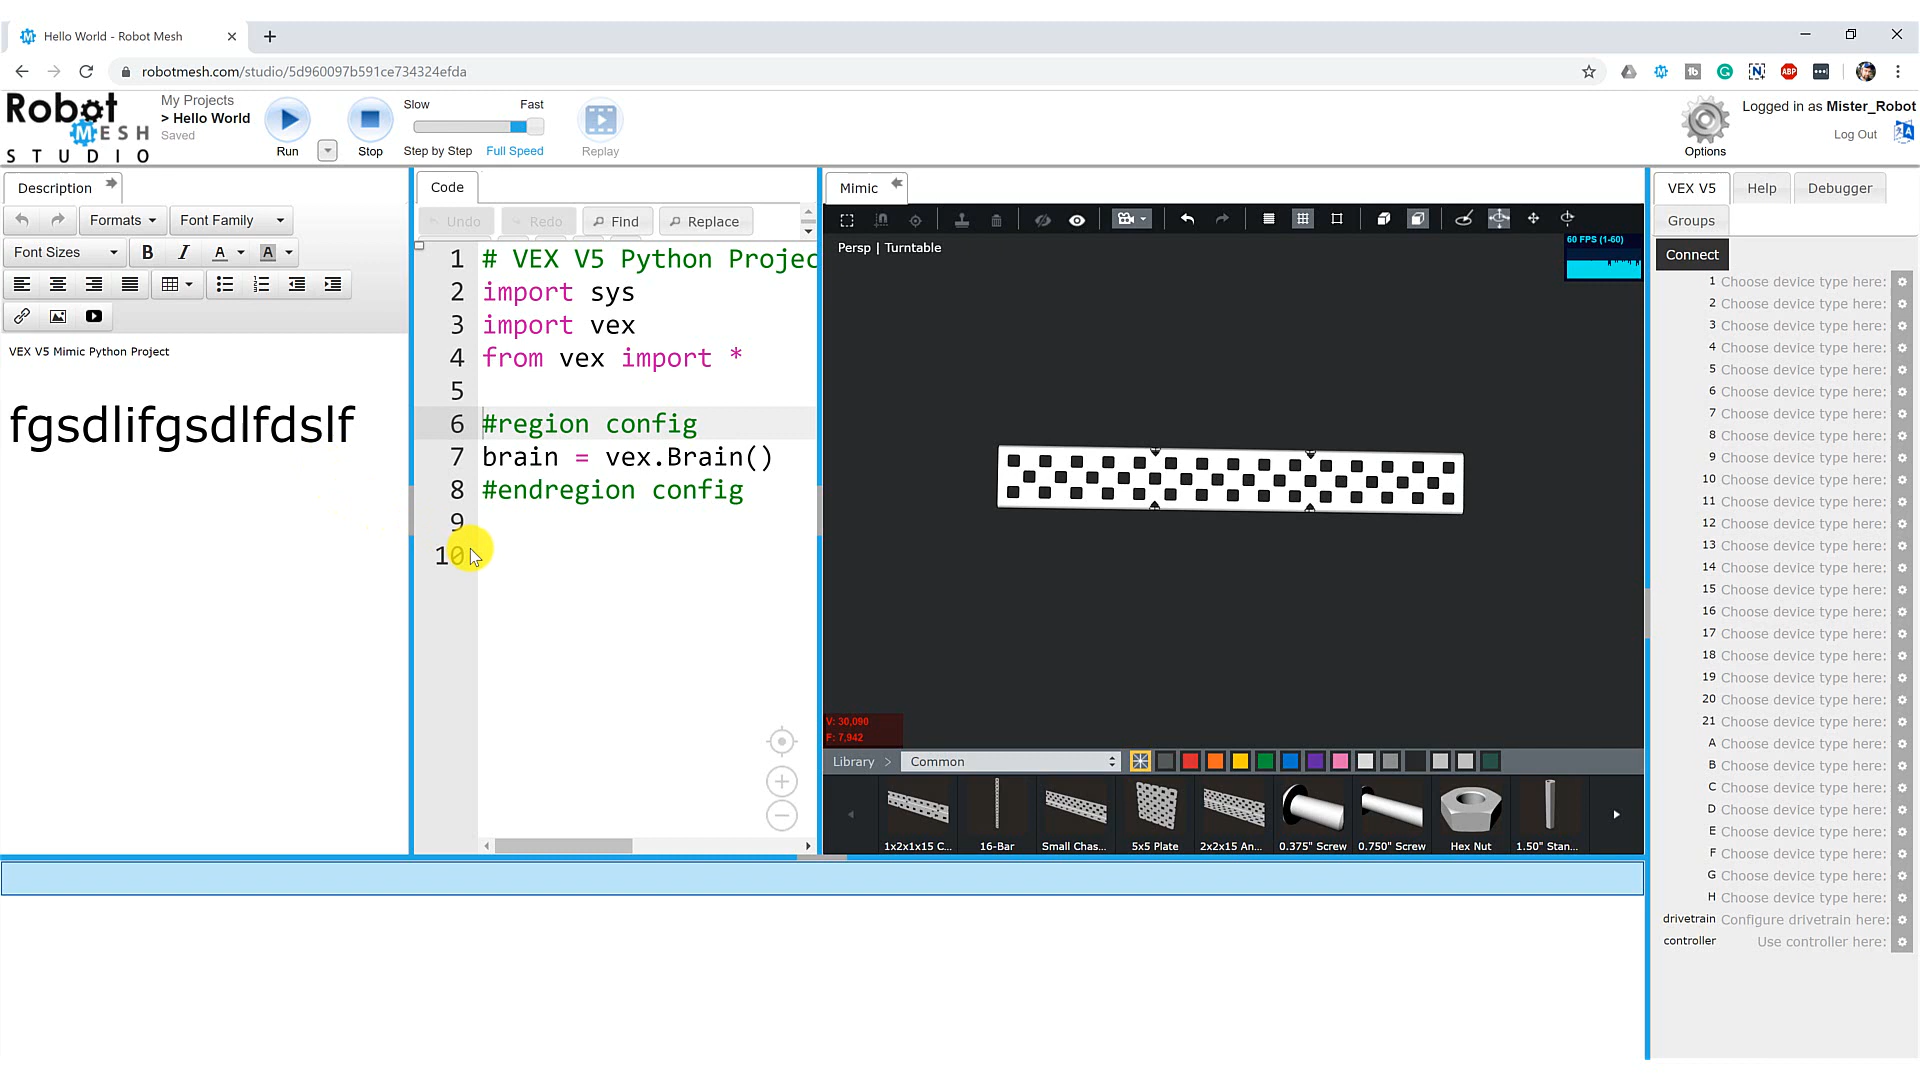 Hello World - Robot Mesh
robotmesh.com/studio/5d960097b591ce734324efda
Robot
MESH
STUDIO
My Projects
> Hello World
Saved
Run
Stop
Slow
Fast
Step by Step
Full Speed
Replay
Options
Logged in as Mister_Robot
Log Out
Description
Formats
Font Family
Font Sizes
B
I
A
A
VEX V5 Mimic Python Project
fgsdlifgsdlfdslf
Code
Undo
Redo
Find
Replace
1 # VEX V5 Python Projec
2 import sys
3 import vex
4 from vex import *
5
6 #region config
7 brain = vex.Brain()
8 #endregion config
9
10
Mimic
Persp | Turntable
60 FPS (1-60)
V: 30,090
F: 7,942
Library >
Common
1x2x1x15 C...
16-Bar
Small Chas...
5x5 Plate
2x2x15 An...
0.375" Screw
0.750" Screw
Hex Nut
1.50" Stan...
VEX V5
Help
Debugger
Groups
Connect
1 Choose device type here:
2 Choose device type here:
3 Choose device type here:
4 Choose device type here:
5 Choose device type here:
6 Choose device type here:
7 Choose device type here:
8 Choose device type here:
9 Choose device type here:
10 Choose device type here:
11 Choose device type here:
12 Choose device type here:
13 Choose device type here:
14 Choose device type here:
15 Choose device type here:
16 Choose device type here:
17 Choose device type here:
18 Choose device type here:
19 Choose device type here:
20 Choose device type here:
21 Choose device type here:
A Choose device type here:
B Choose device type here:
C Choose device type here:
D Choose device type here:
E Choose device type here:
F Choose device type here:
G Choose device type here:
H Choose device type here:
drivetrain Configure drivetrain here:
controller Use controller here: